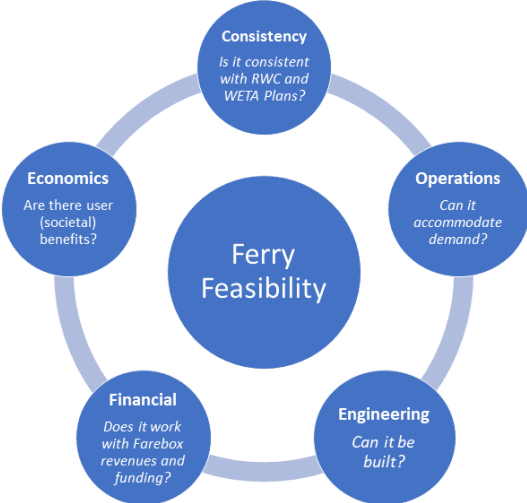 Consistency
Is it consistent
with RWC and
WETA Plans?
Economics
Are there user
(societal)
benefits?
Operations
Can it
accommodate
demand?
Ferry
Feasibility
Financial
Does it work
with Farebox
revenues and
funding?
Engineering
Can it be
built?